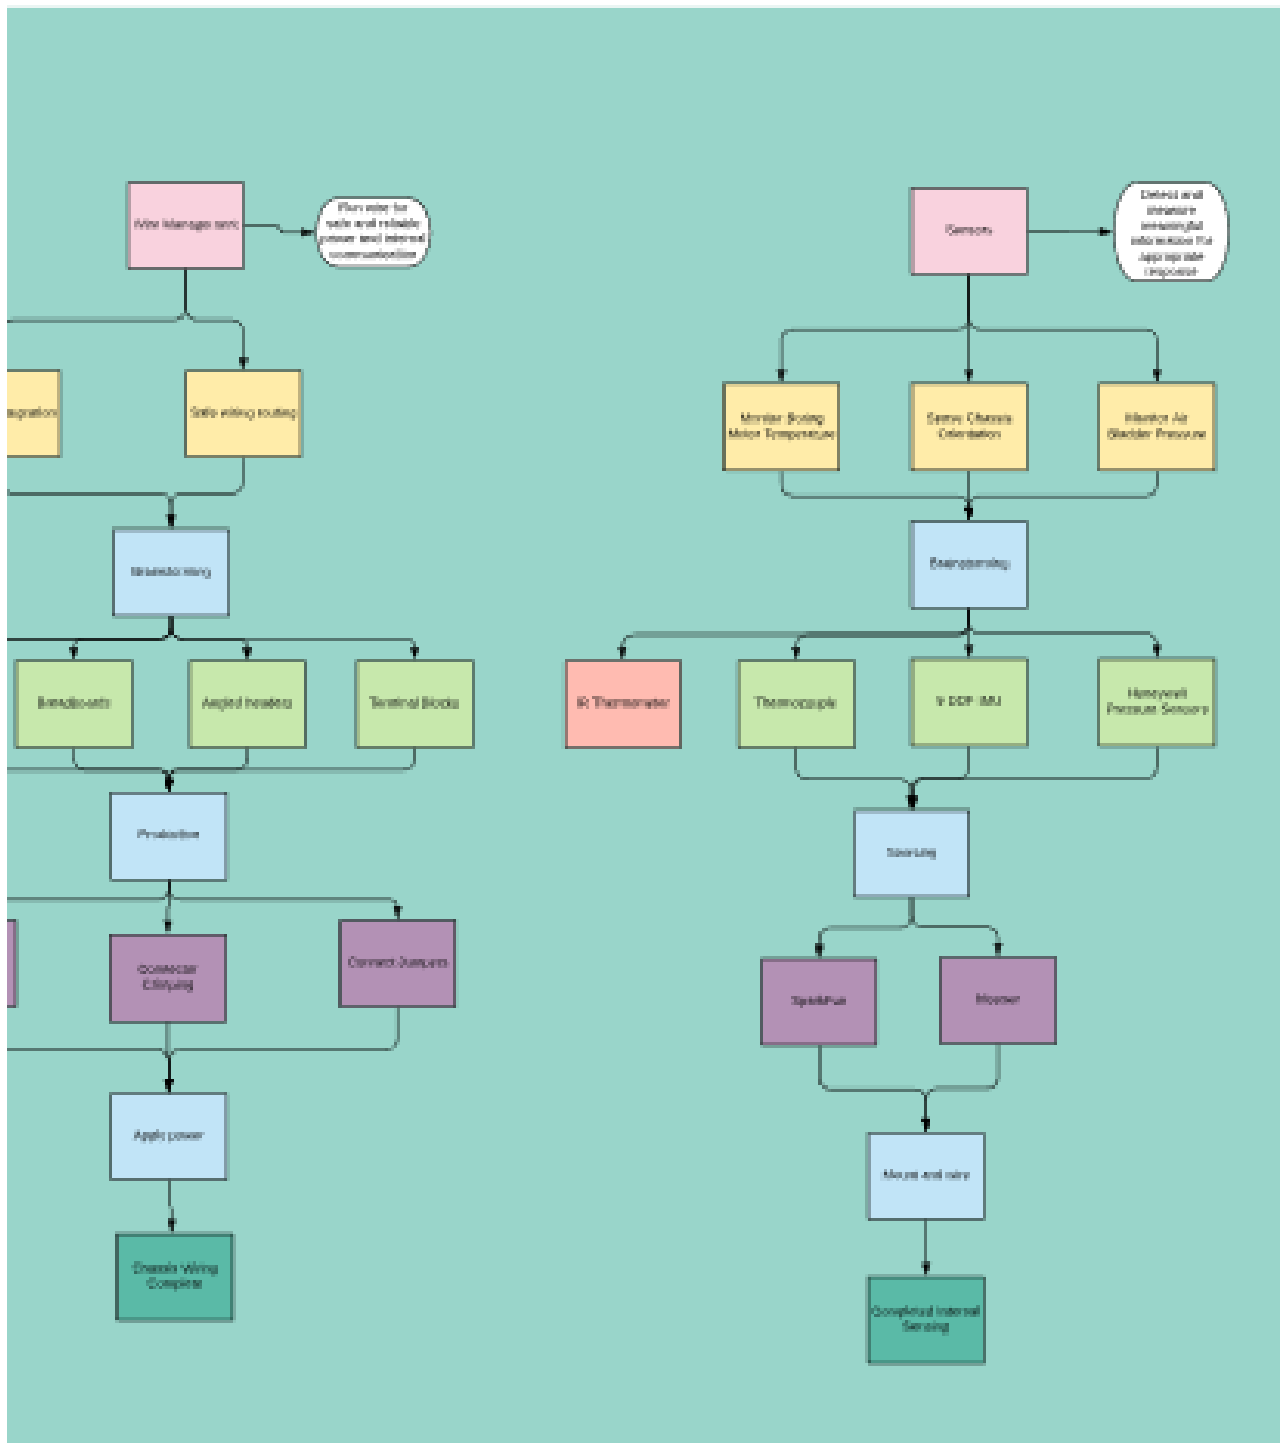 Wire Management
Plan wire for
safe and reliable
power and internal
communication
Sensors
Detect and
measure
meaningful
information for
appropriate
response
Safe wiring routing
Monitor Boring
Motor Temperature
Sense Chassis
Orientation
Monitor Air
Bladder Pressure
Brainstorming
Brainstorming
Breadboards
Angled headers
Terminal Blocks
IR Thermometer
Thermocouple
9 DOF IMU
Honeywell
Pressure Sensors
Production
Sourcing
Connector
Crimping
Connect Jumpers
SparkFun
Mouser
Apply power
Mount and wire
Chassis Wiring
Complete
Completed Internal
Sensing